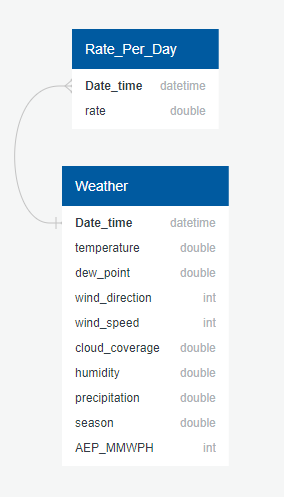 Rate_Per_Day
Date_time datetime
rate double
Weather
Date_time datetime
temperature double
dew_point double
wind_direction int
wind_speed int
cloud_coverage double
humidity double
precipitation double
season double
AEP_MMWPH int